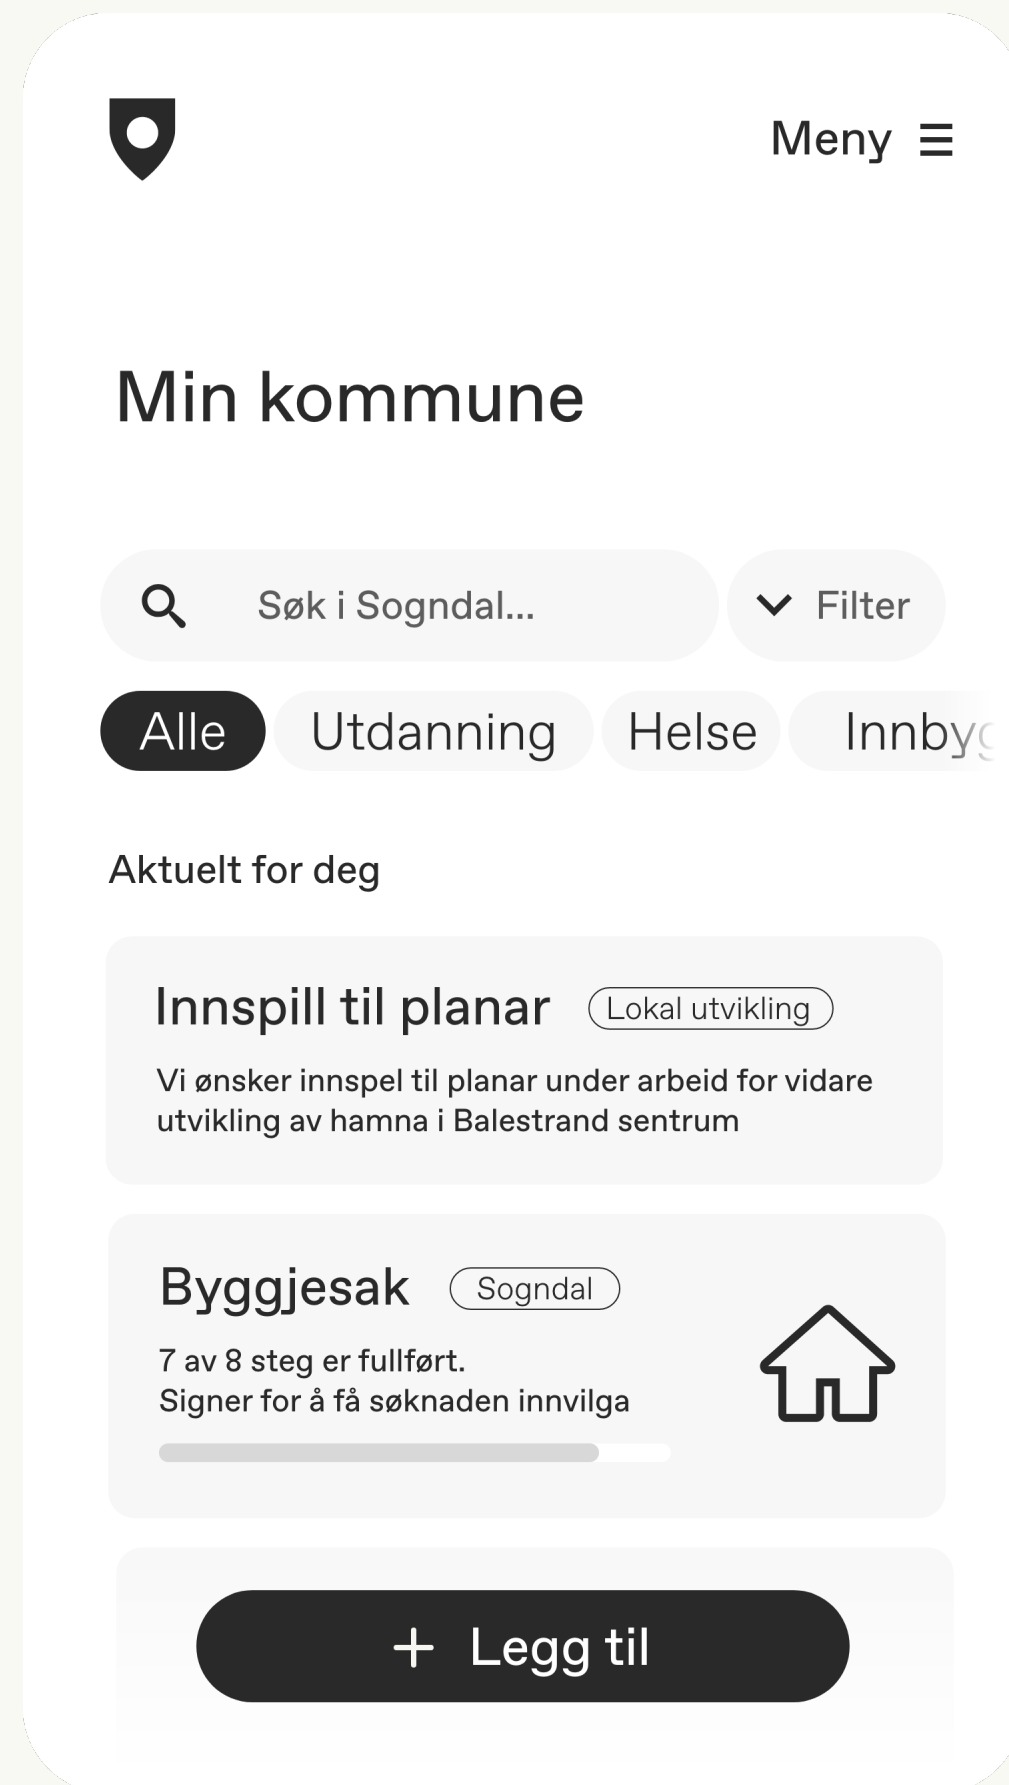 Meny
Min kommune
Søk i Sogndal...
Filter
Alle
Utdanning
Helse
Aktuelt for deg
Innspill til planar
Lokal utvikling
Vi ønsker innspel til planar under arbeid for vidare
utvikling av hamna i Balestrand sentrum
Byggjesak
Sogndal
7 av 8 steg er fullført.
Signer for å få søknaden innvilga
+ Legg til